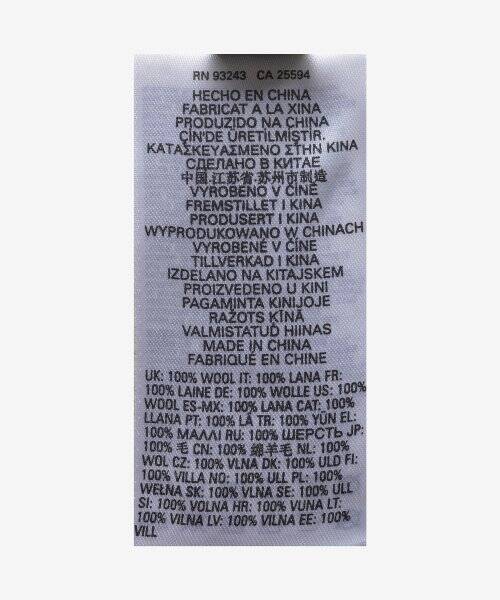 RN 93243 CA 25594
HECHO EN CHINA
FABRICAT A LA XINA
PRODUZIDO NA CHINA
ÇİN'DE ÜRETİLMİŞTİR.
ΚΑΤΑΣΚΕΥΑΣΜΕΝΟ ΣΤΗΝ ΚΙΝΑ
СДЕЛАНО В КИТАЕ
中国.江苏省.苏州市制造
VYROBENO V ČÍNĚ
FREMSTILLET I KINA
PRODUSERT I KINA
WYPRODUKOWANO W CHINACH
VYROBENÉ V ČÍNE
TILLVERKAD I KINA
IZDELANO NA KITAJSKEM
PROIZVEDENO U KINI
PAGAMINTA KINIJOJE
RAŽOTS ĶĪNĀ
VALMISTATUD HIINAS
MADE IN CHINA
FABRIQUÉ EN CHINE
UK: 100% WOOL IT: 100% LANA FR:
100% LAINE DE: 100% WOLLE US: 100%
WOOL ES-MX: 100% LANA CAT: 100%
LLANA PT: 100% LÃ TR: 100% YÜN EL:
100% ΜΑΛΛΙ RU: 100% ШЕРСТЬ JP:
100% 毛 CN: 100% 绵羊毛 NL: 100%
WOL CZ: 100% VLNA DK: 100% ULD FI:
100% VILLA NO: 100% ULL PL: 100%
WEŁNA SK: 100% VLNA SE: 100% ULL
SI: 100% VOLNA HR: 100% VUNA LT:
100% VILNA LV: 100% VILNA EE: 100%
VILL